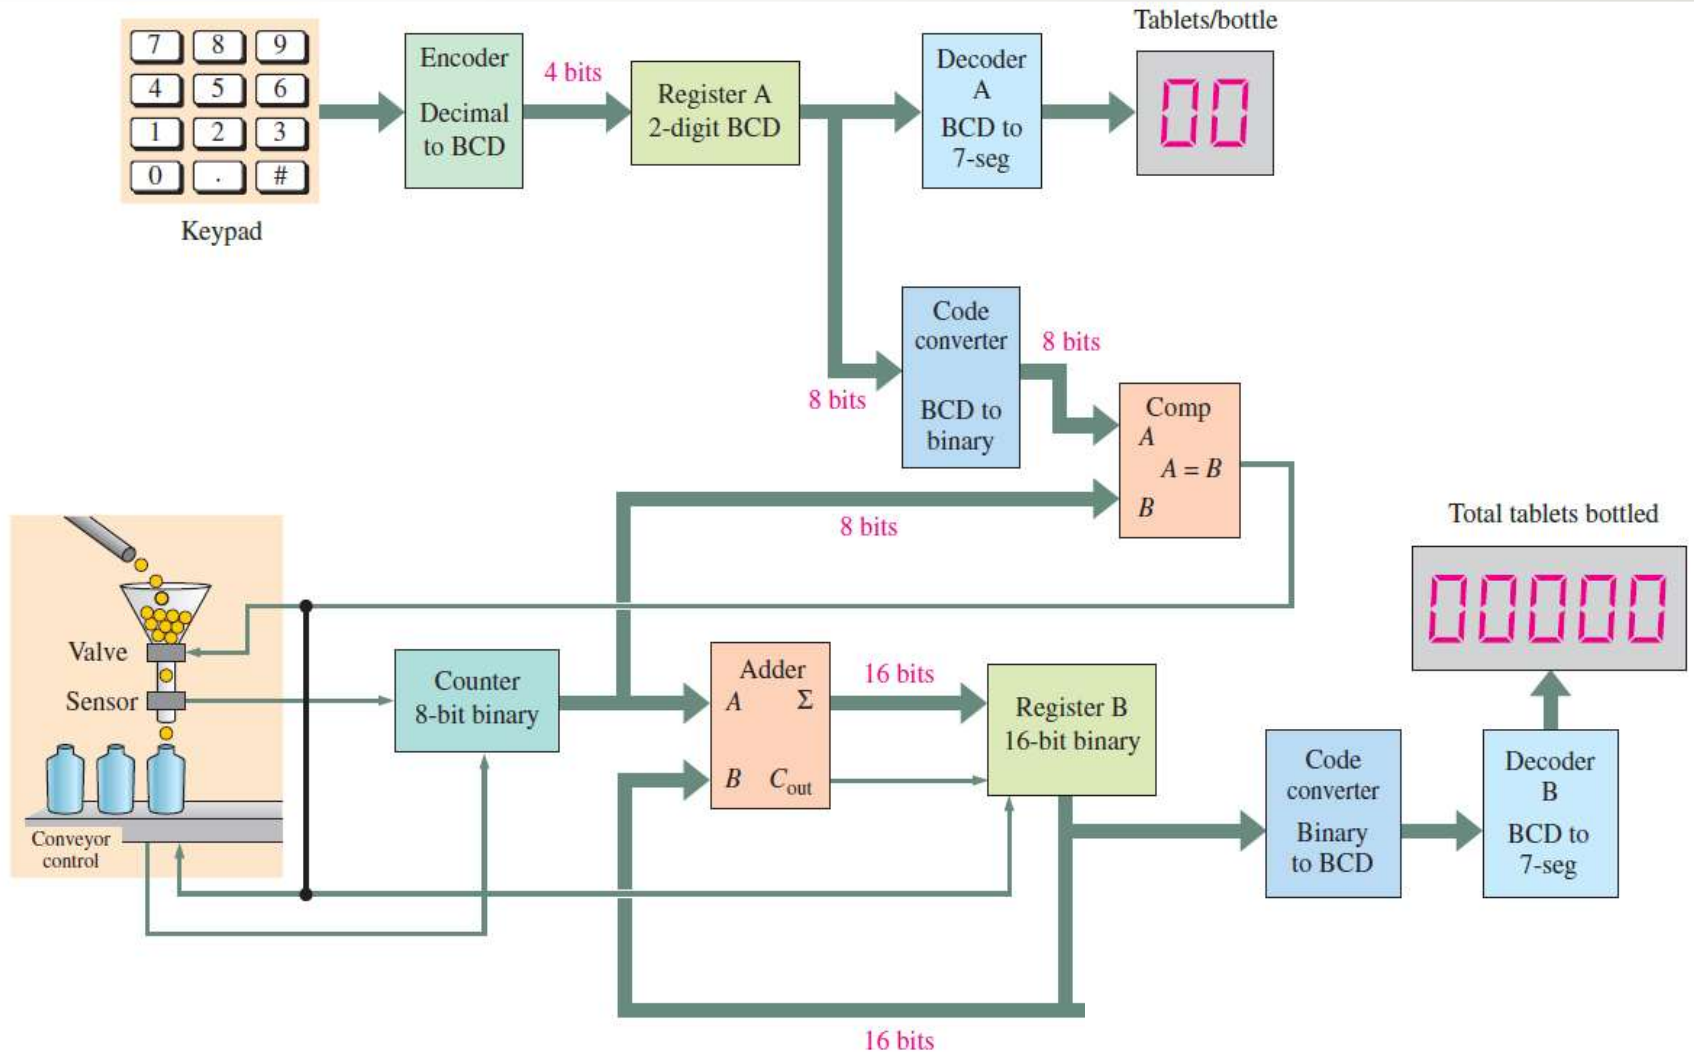 Tablets/bottle
7 8 9
4 5 6
1 2 3
0 . #
Keypad
Encoder
Decimal
to BCD
4 bits
Register A
2-digit BCD
Decoder
A
BCD to
7-seg
00
Code
converter
BCD to
binary
8 bits
8 bits
Comp
A
A = B
B
8 bits
Total tablets bottled
00000
Valve
Sensor
Conveyor
control
Counter
8-bit binary
Adder
A Σ
B Cout
16 bits
Register B
16-bit binary
Code
converter
Binary
to BCD
Decoder
B
BCD to
7-seg
16 bits